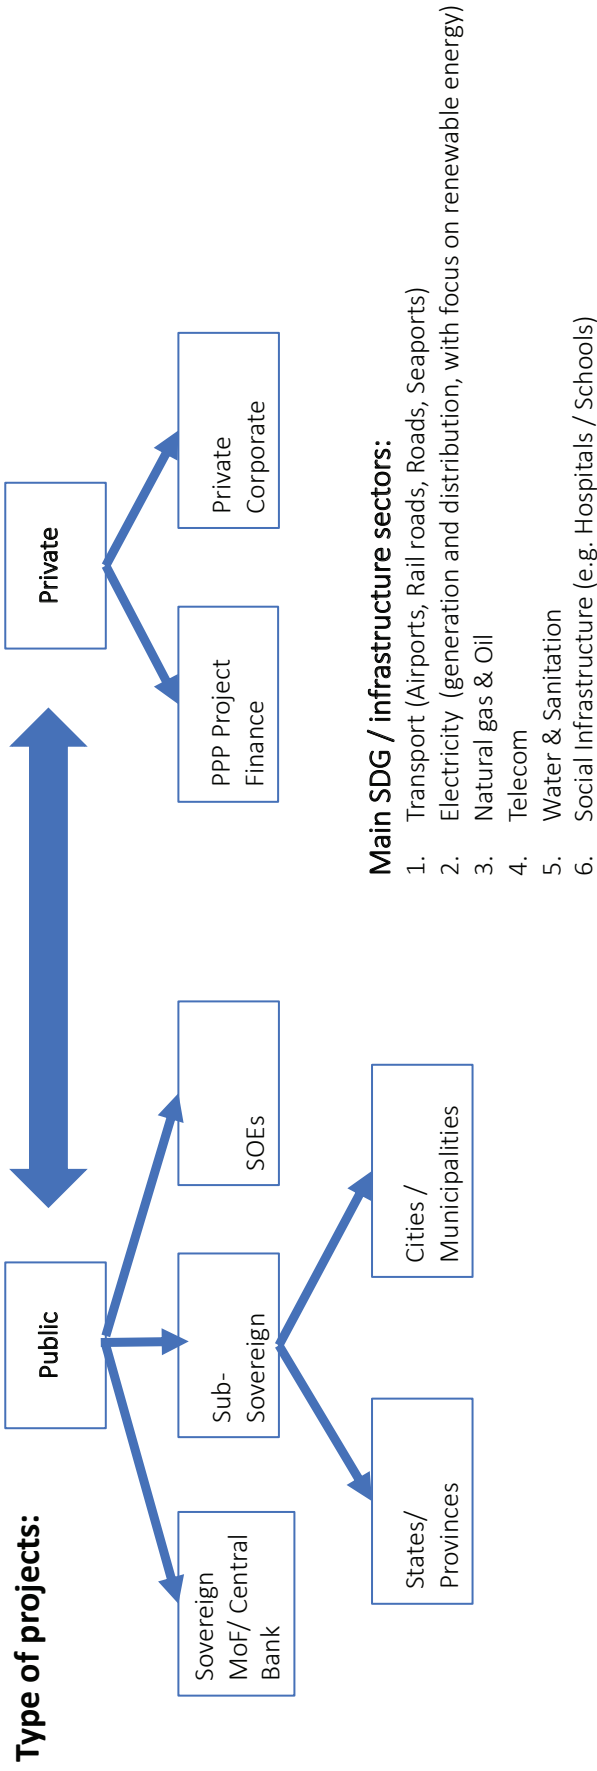 Type of projects:
Public
Private
Sovereign
MoF/ Central
Bank
Sub-
Sovereign
SOEs
PPP Project
Finance
Private
Corporate
States/
Provinces
Cities /
Municipalities
Main SDG / infrastructure sectors:
1. Transport (Airports, Rail roads, Roads, Seaports)
2. Electricity (generation and distribution, with focus on renewable energy)
3. Natural gas & Oil
4. Telecom
5. Water & Sanitation
6. Social Infrastructure (e.g. Hospitals / Schools)